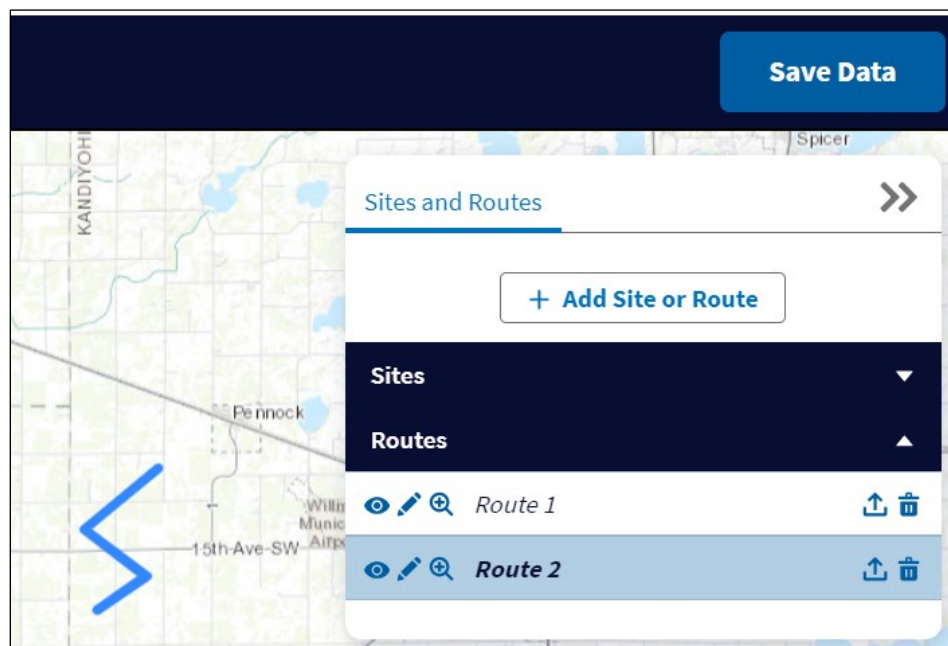 Save Data
KANDIYOHI
Spicer
Sites and Routes
+ Add Site or Route
Sites
Pennock
Routes
Route 1
15th-Ave-SW
Route 2